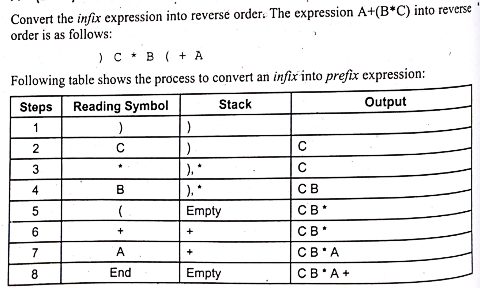 Convert the infix expression into reverse order. The expression A+(B*C) into reverse
order is as follows:
) C * B ( + A
Following table shows the process to convert an infix into prefix expression:
Steps Reading Symbol Stack Output
1 ) )
2 C ) C
3 * ), * C
4 B ), * C B
5 ( Empty C B *
6 + + C B *
7 A + C B * A
8 End Empty C B * A +